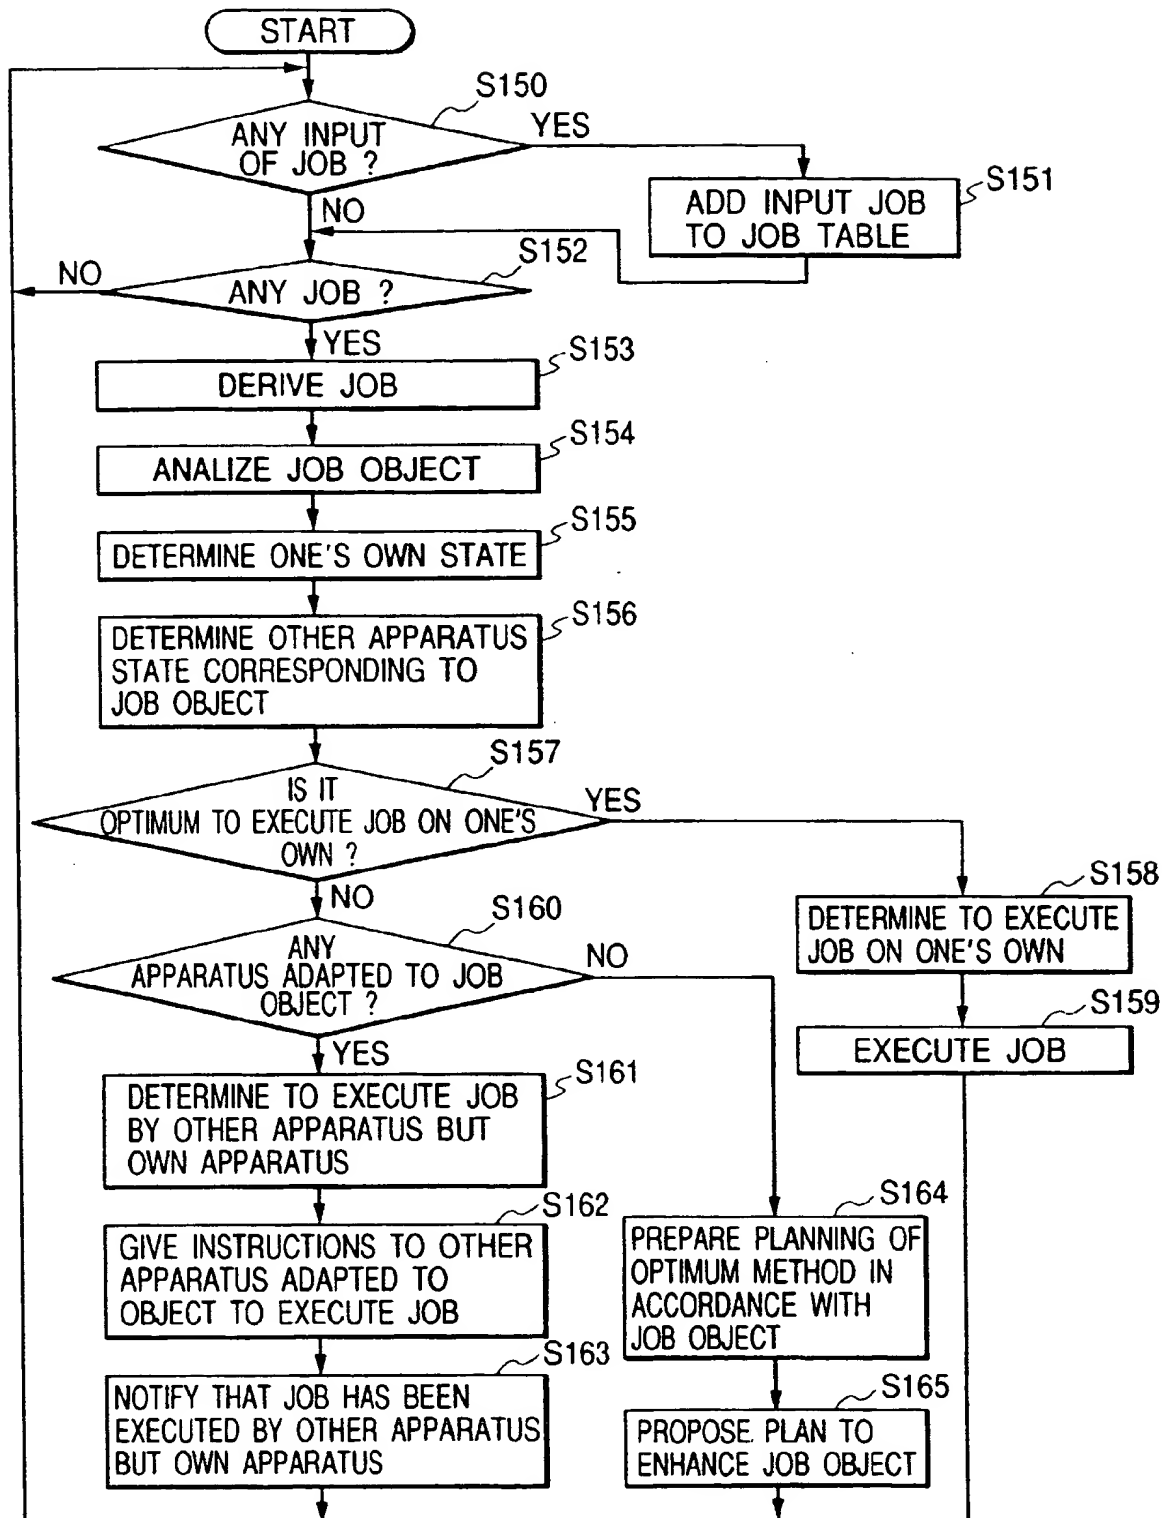 START
S150
ANY INPUT
OF JOB ?
YES
S151
ADD INPUT JOB
TO JOB TABLE
NO
S152
NO
ANY JOB ?
YES
S153
DERIVE JOB
S154
ANALIZE JOB OBJECT
S155
DETERMINE ONE'S OWN STATE
S156
DETERMINE OTHER APPARATUS
STATE CORRESPONDING TO
JOB OBJECT
S157
IS IT
OPTIMUM TO EXECUTE JOB ON ONE'S
OWN ?
YES
NO
S158
DETERMINE TO EXECUTE
JOB ON ONE'S OWN
S159
EXECUTE JOB
S160
ANY
APPARATUS ADAPTED TO JOB
OBJECT ?
NO
YES
S161
DETERMINE TO EXECUTE JOB
BY OTHER APPARATUS BUT
OWN APPARATUS
S162
GIVE INSTRUCTIONS TO OTHER
APPARATUS ADAPTED TO
OBJECT TO EXECUTE JOB
S163
NOTIFY THAT JOB HAS BEEN
EXECUTED BY OTHER APPARATUS
BUT OWN APPARATUS
S164
PREPARE PLANNING OF
OPTIMUM METHOD IN
ACCORDANCE WITH
JOB OBJECT
S165
PROPOSE PLAN TO
ENHANCE JOB OBJECT